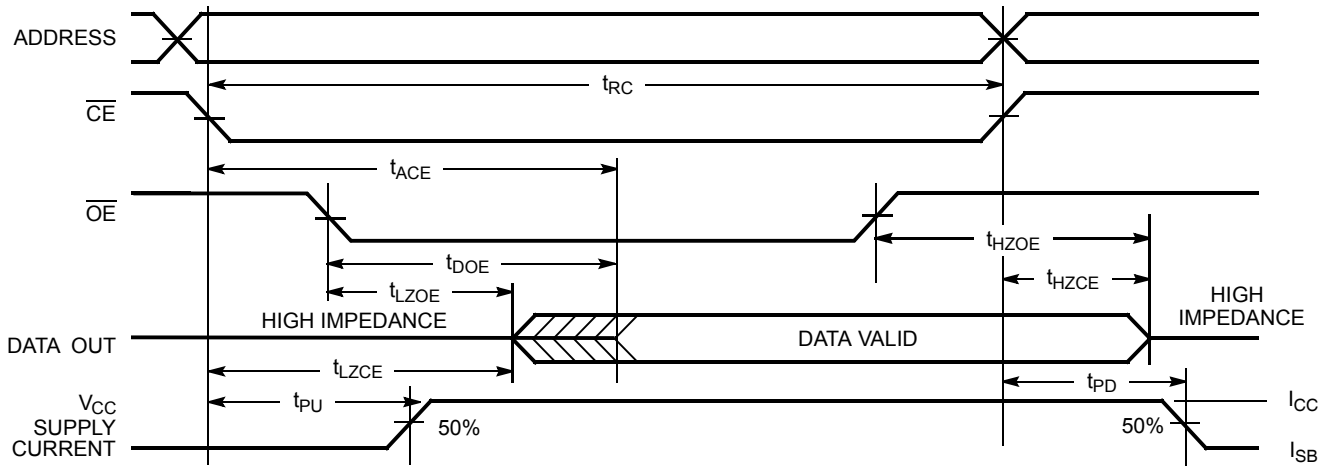 ADDRESS
tRC
CE
tACE
OE
tHZOE
tDOE
tHZCE
tLZOE
HIGH IMPEDANCE
HIGH
IMPEDANCE
DATA OUT
DATA VALID
tLZCE
tPD
VCC
SUPPLY
CURRENT
tPU
50%
50%
ICC
ISB